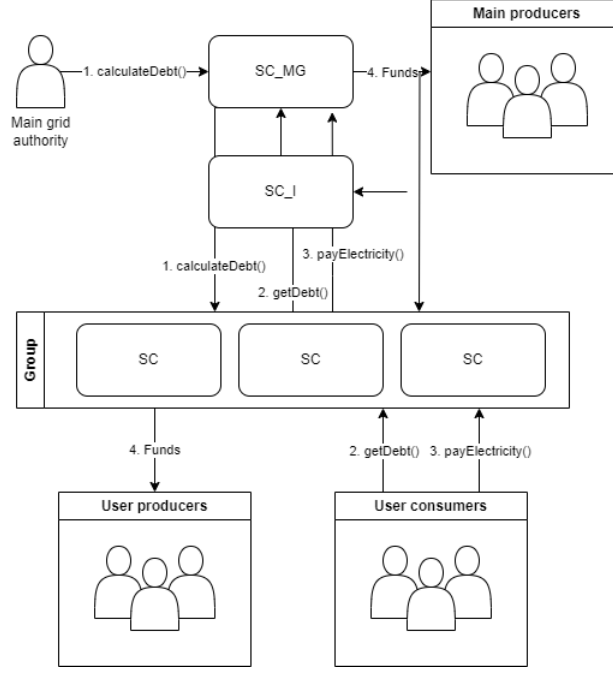 Main producers
1. calculateDebt()
SC_MG
4. Funds
Main grid
authority
SC_I
3. payElectricity()
1. calculateDebt()
2. getDebt()
Group
SC
SC
SC
4. Funds
2. getDebt()
3. payElectricity()
User producers
User consumers